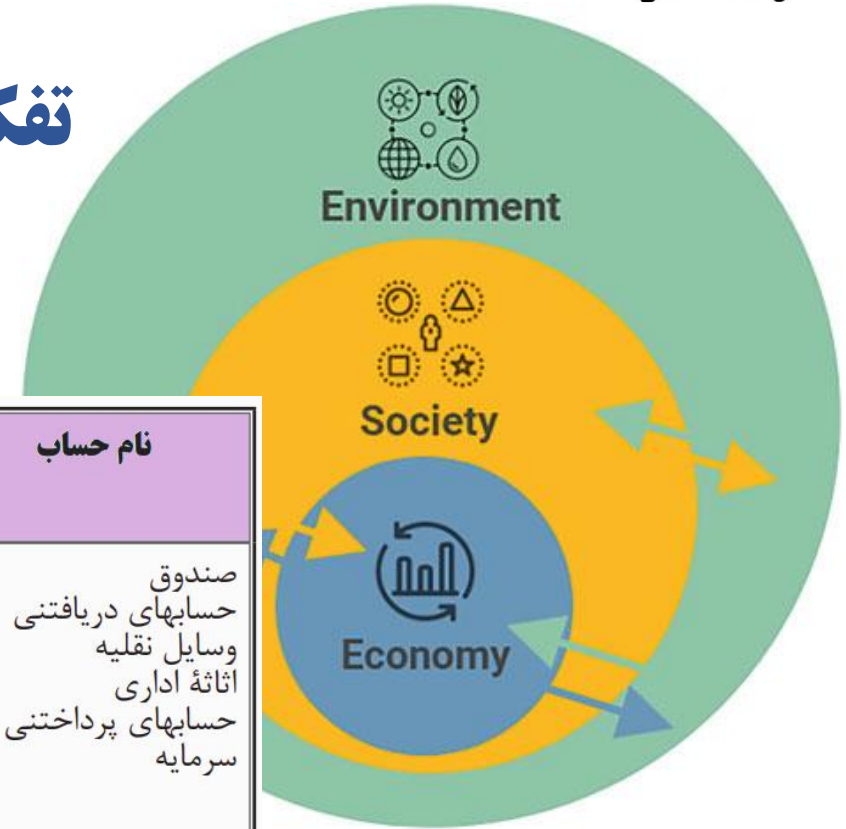 Environment
Society
Economy
نام حساب
صندوق
حسابهای دریافتنی
وسایل نقلیه
اثاثهٔ اداری
حسابهای پرداختنی
سرمایه